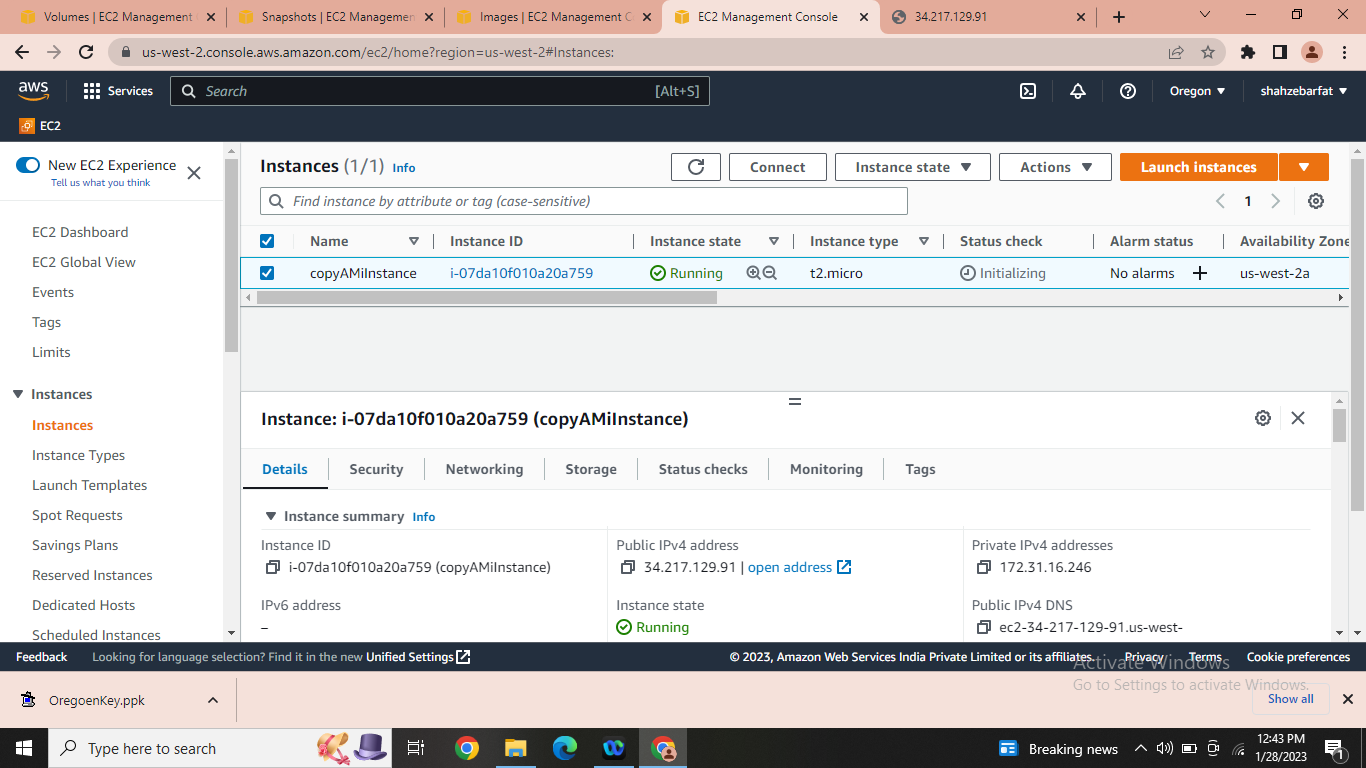 Volumes | EC2 Management
Snapshots | EC2 Managemen
Images | EC2 Management C
EC2 Management Console
34.217.129.91
us-west-2.console.aws.amazon.com/ec2/home?region=us-west-2#Instances:
aws
Services
Search
[Alt+S]
Oregon
shahzebarfat
EC2
New EC2 Experience
Tell us what you think
EC2 Dashboard
EC2 Global View
Events
Tags
Limits
Instances
Instances
Instance Types
Launch Templates
Spot Requests
Savings Plans
Reserved Instances
Dedicated Hosts
Scheduled Instances
Instances (1/1) Info
Connect
Instance state
Actions
Launch instances
Find instance by attribute or tag (case-sensitive)
1
Name Instance ID Instance state Instance type Status check Alarm status Availability Zone
copyAMiInstance i-07da10f010a20a759 Running t2.micro Initializing No alarms us-west-2a
Instance: i-07da10f010a20a759 (copyAMiInstance)
Details Security Networking Storage Status checks Monitoring Tags
Instance summary Info
Instance ID
i-07da10f010a20a759 (copyAMiInstance)
Public IPv4 address
34.217.129.91 | open address
Private IPv4 addresses
172.31.16.246
IPv6 address
–
Instance state
Running
Public IPv4 DNS
ec2-34-217-129-91.us-west-
Feedback
Looking for language selection? Find it in the new Unified Settings
© 2023, Amazon Web Services India Private Limited or its affiliates.
Privacy
Terms
Cookie preferences
Activate Windows
Go to Settings to activate Windows.
OregoenKey.ppk
Show all
Type here to search
Breaking news
12:43 PM
1/28/2023
1